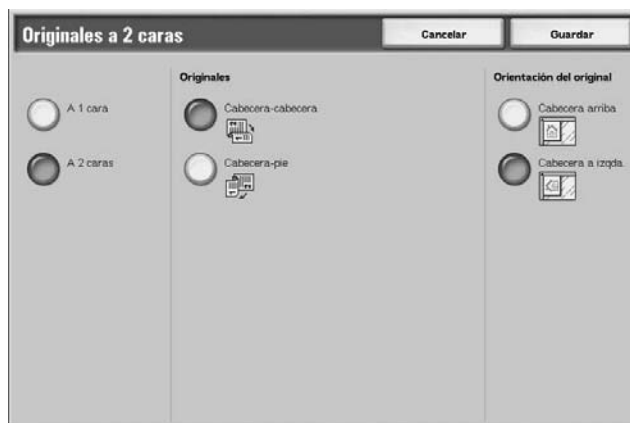 Originales a 2 caras
Cancelar
Guardar
A 1 cara
A 2 caras
Originales
Cabecera-cabecera
Cabecera-pie
Orientación del original
Cabecera arriba
Cabecera a izqda.